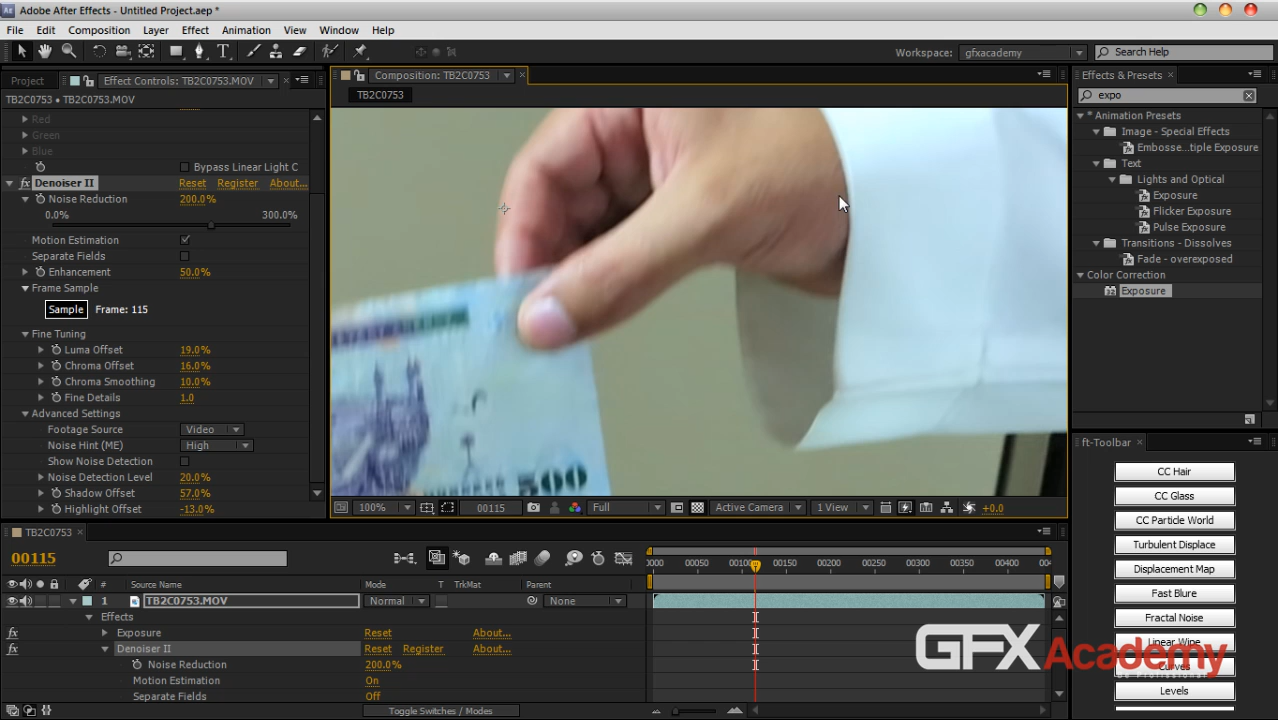 Adobe After Effects - Untitled Project.aep *
File Edit Composition Layer Effect Animation View Window Help
Workspace: gfxacademy Search Help
Project Effect Controls: TB2C0753.MOV
TB2C0753 • TB2C0753.MOV
Red
Green
Blue
Bypass Linear Light C
fx Denoiser II Reset Register About...
Noise Reduction 200.0%
0.0% 300.0%
Motion Estimation
Separate Fields
Enhancement 50.0%
Frame Sample
Sample Frame: 115
Fine Tuning
Luma Offset 19.0%
Chroma Offset 16.0%
Chroma Smoothing 10.0%
Fine Details 1.0
Advanced Settings
Footage Source Video
Noise Hint (ME) High
Show Noise Detection
Noise Detection Level 20.0%
Shadow Offset 57.0%
Highlight Offset -13.0%
Composition: TB2C0753
TB2C0753
500
100% 00115 Full Active Camera 1 View +0.0
Effects & Presets
expo
* Animation Presets
Image - Special Effects
Embosse...tiple Exposure
Text
Lights and Optical
Exposure
Flicker Exposure
Pulse Exposure
Transitions - Dissolves
Fade - overexposed
Color Correction
32 Exposure
ft-Toolbar
CC Hair
CC Glass
CC Particle World
Turbulent Displace
Displacement Map
Fast Blure
Fractal Noise
Linear Wipe
Curves
Levels
TB2C0753
00115
0000 00050 00100 00150 00200 00250 00300 00350 00400 004
# Source Name Mode T TrkMat Parent
1 TB2C0753.MOV Normal None
Effects
fx Exposure Reset About...
fx Denoiser II Reset Register About...
Noise Reduction 200.0%
Motion Estimation On
Separate Fields Off
Toggle Switches / Modes
GFXAcademy